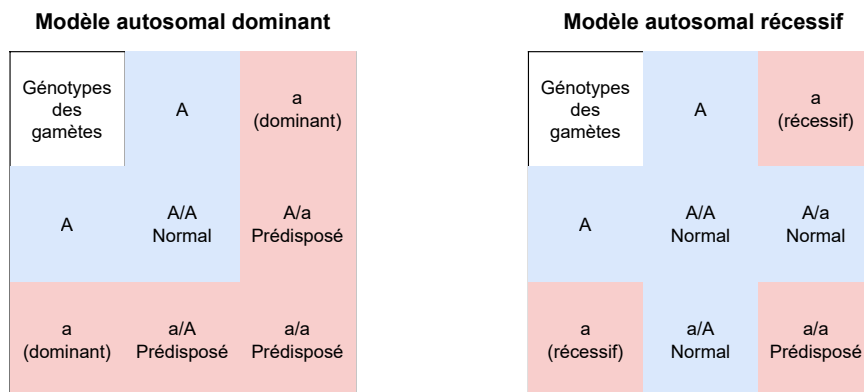 Modèle autosomal dominant
Génotypes
des
gamètes
A
a
(dominant)
A
A/A
Normal
A/a
Prédisposé
a
(dominant)
a/A
Prédisposé
a/a
Prédisposé
Modèle autosomal récessif
Génotypes
des
gamètes
A
a
(récessif)
A
A/A
Normal
A/a
Normal
a
(récessif)
a/A
Normal
a/a
Prédisposé